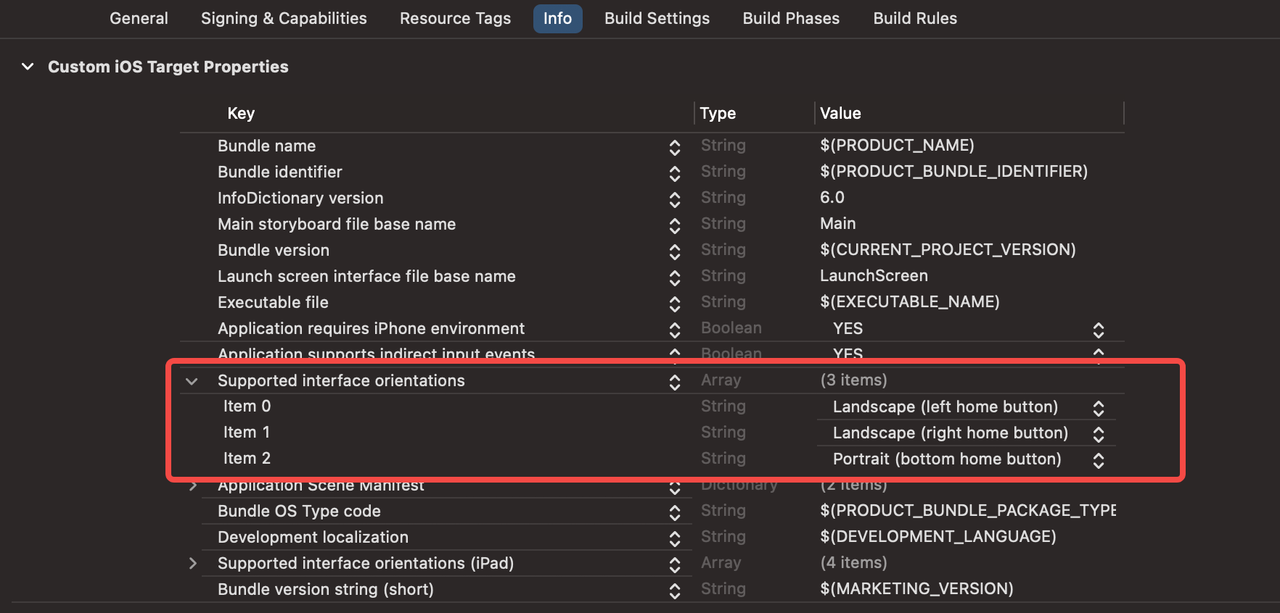 General Signing & Capabilities Resource Tags Info Build Settings Build Phases Build Rules
Custom iOS Target Properties
Key Type Value
Bundle name String $(PRODUCT_NAME)
Bundle identifier String $(PRODUCT_BUNDLE_IDENTIFIER)
InfoDictionary version String 6.0
Main storyboard file base name String Main
Bundle version String $(CURRENT_PROJECT_VERSION)
Launch screen interface file base name String LaunchScreen
Executable file String $(EXECUTABLE_NAME)
Application requires iPhone environment Boolean YES
Application supports indirect input events Boolean YES
Supported interface orientations Array (3 items)
Item 0 String Landscape (left home button)
Item 1 String Landscape (right home button)
Item 2 String Portrait (bottom home button)
Application Scene Manifest Dictionary (2 items)
Bundle OS Type code String $(PRODUCT_BUNDLE_PACKAGE_TYPE
Development localization String $(DEVELOPMENT_LANGUAGE)
Supported interface orientations (iPad) Array (4 items)
Bundle version string (short) String $(MARKETING_VERSION)